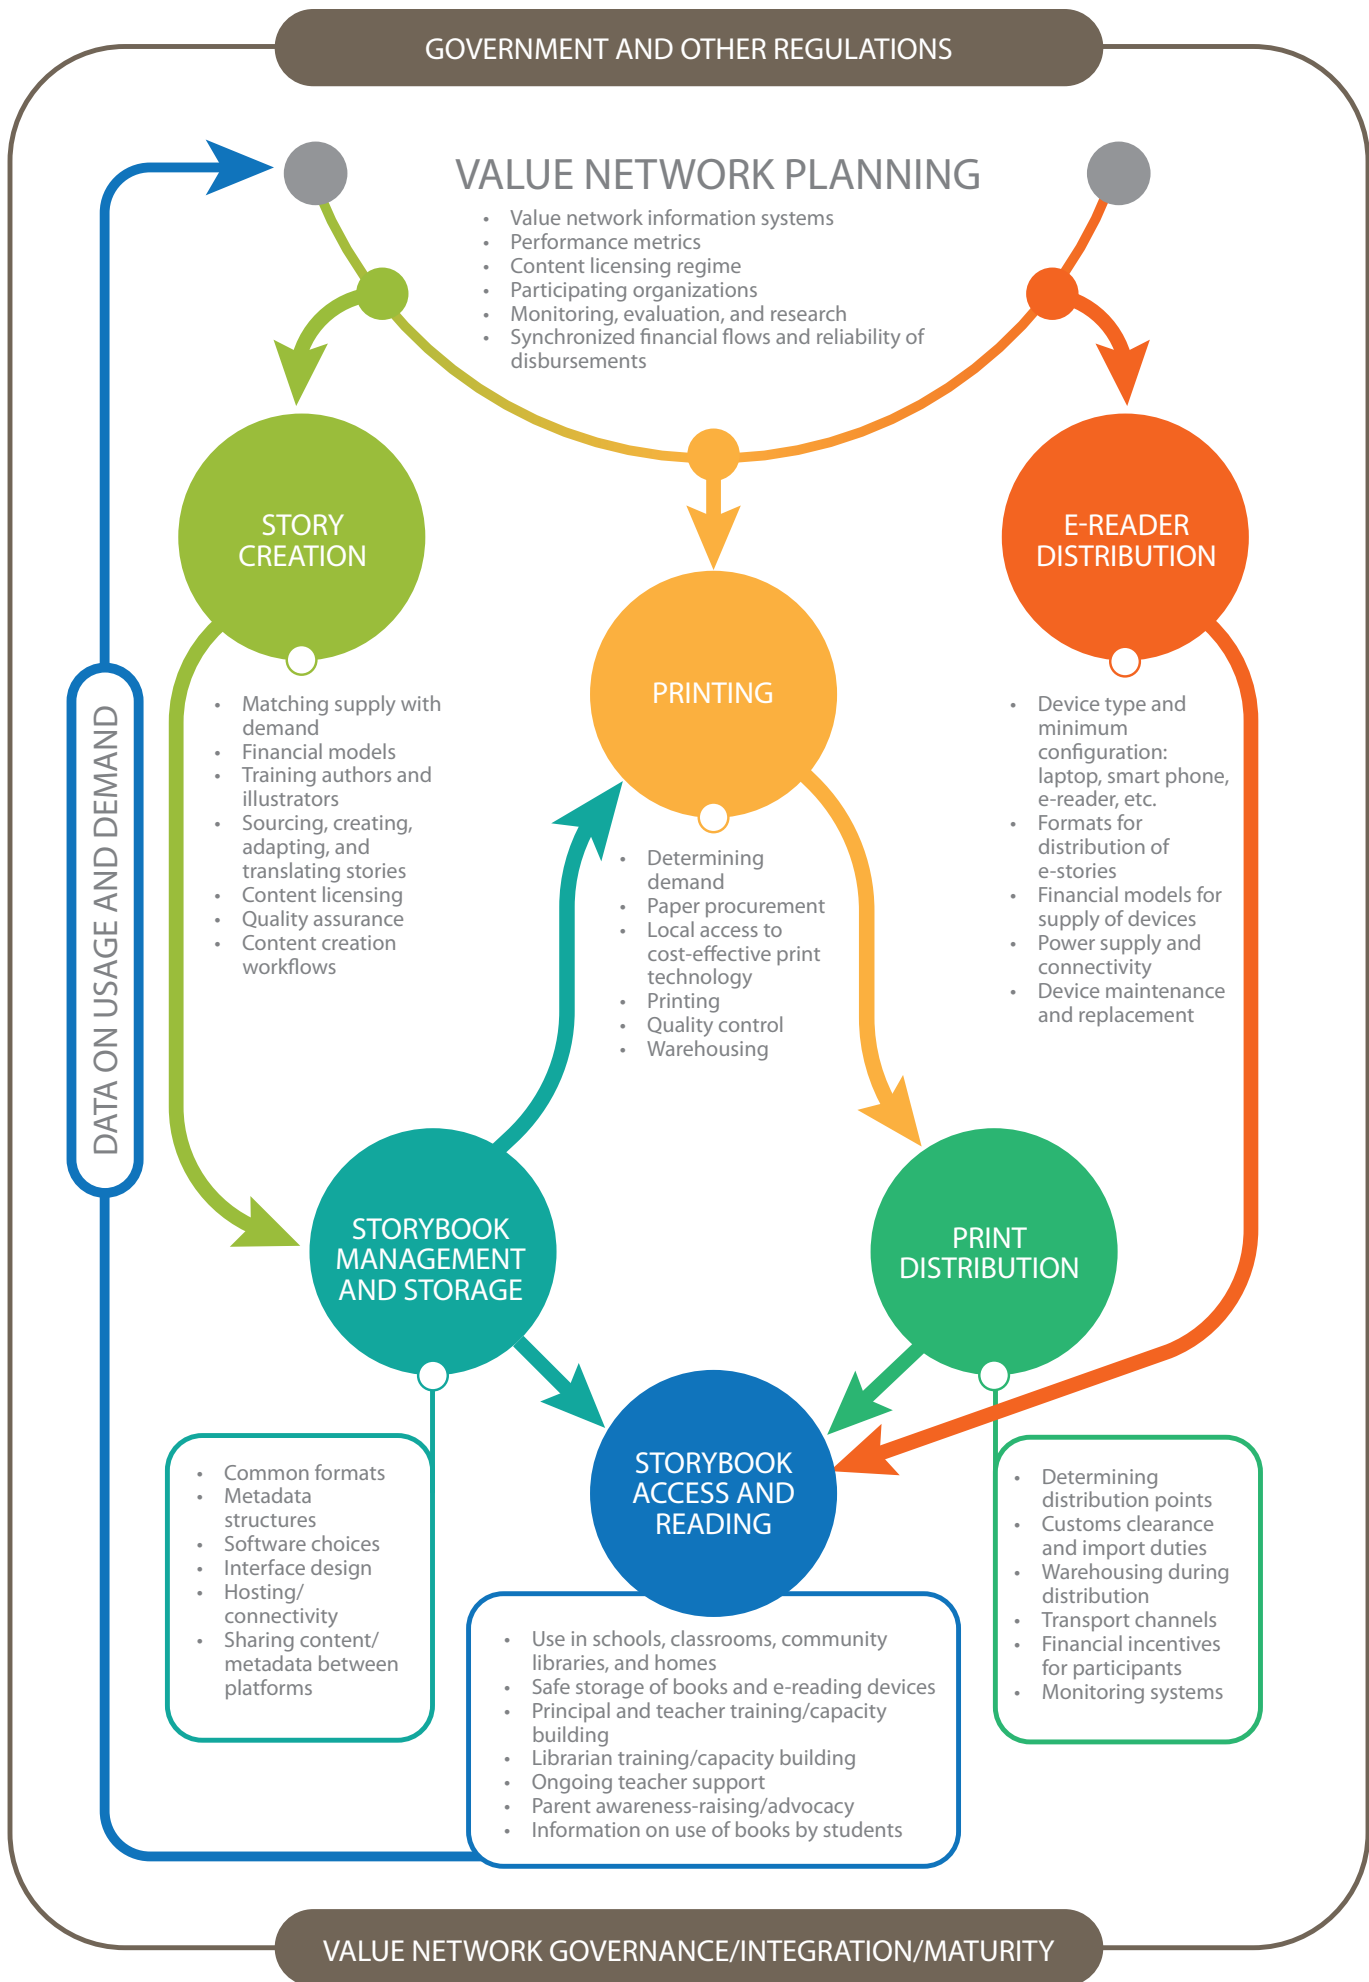 GOVERNMENT AND OTHER REGULATIONS
VALUE NETWORK PLANNING
• Value network information systems
• Performance metrics
• Content licensing regime
• Participating organizations
• Monitoring, evaluation, and research
• Synchronized financial flows and reliability of
disbursements
STORY
CREATION
• Matching supply with
demand
• Financial models
• Training authors and
illustrators
• Sourcing, creating,
adapting, and
translating stories
• Content licensing
• Quality assurance
• Content creation
workflows
PRINTING
• Determining
demand
• Paper procurement
• Local access to
cost-effective print
technology
• Printing
• Quality control
• Warehousing
E-READER
DISTRIBUTION
• Device type and
minimum
configuration:
laptop, smart phone,
e-reader, etc.
• Formats for
distribution of
e-stories
• Financial models for
supply of devices
• Power supply and
connectivity
• Device maintenance
and replacement
DATA ON USAGE AND DEMAND
STORYBOOK
MANAGEMENT
AND STORAGE
• Common formats
• Metadata
structures
• Software choices
• Interface design
• Hosting/
connectivity
• Sharing content/
metadata between
platforms
PRINT
DISTRIBUTION
• Determining
distribution points
• Customs clearance
and import duties
• Warehousing during
distribution
• Transport channels
• Financial incentives
for participants
• Monitoring systems
STORYBOOK
ACCESS AND
READING
• Use in schools, classrooms, community
libraries, and homes
• Safe storage of books and e-reading devices
• Principal and teacher training/capacity
building
• Librarian training/capacity building
• Ongoing teacher support
• Parent awareness-raising/advocacy
• Information on use of books by students
VALUE NETWORK GOVERNANCE/INTEGRATION/MATURITY